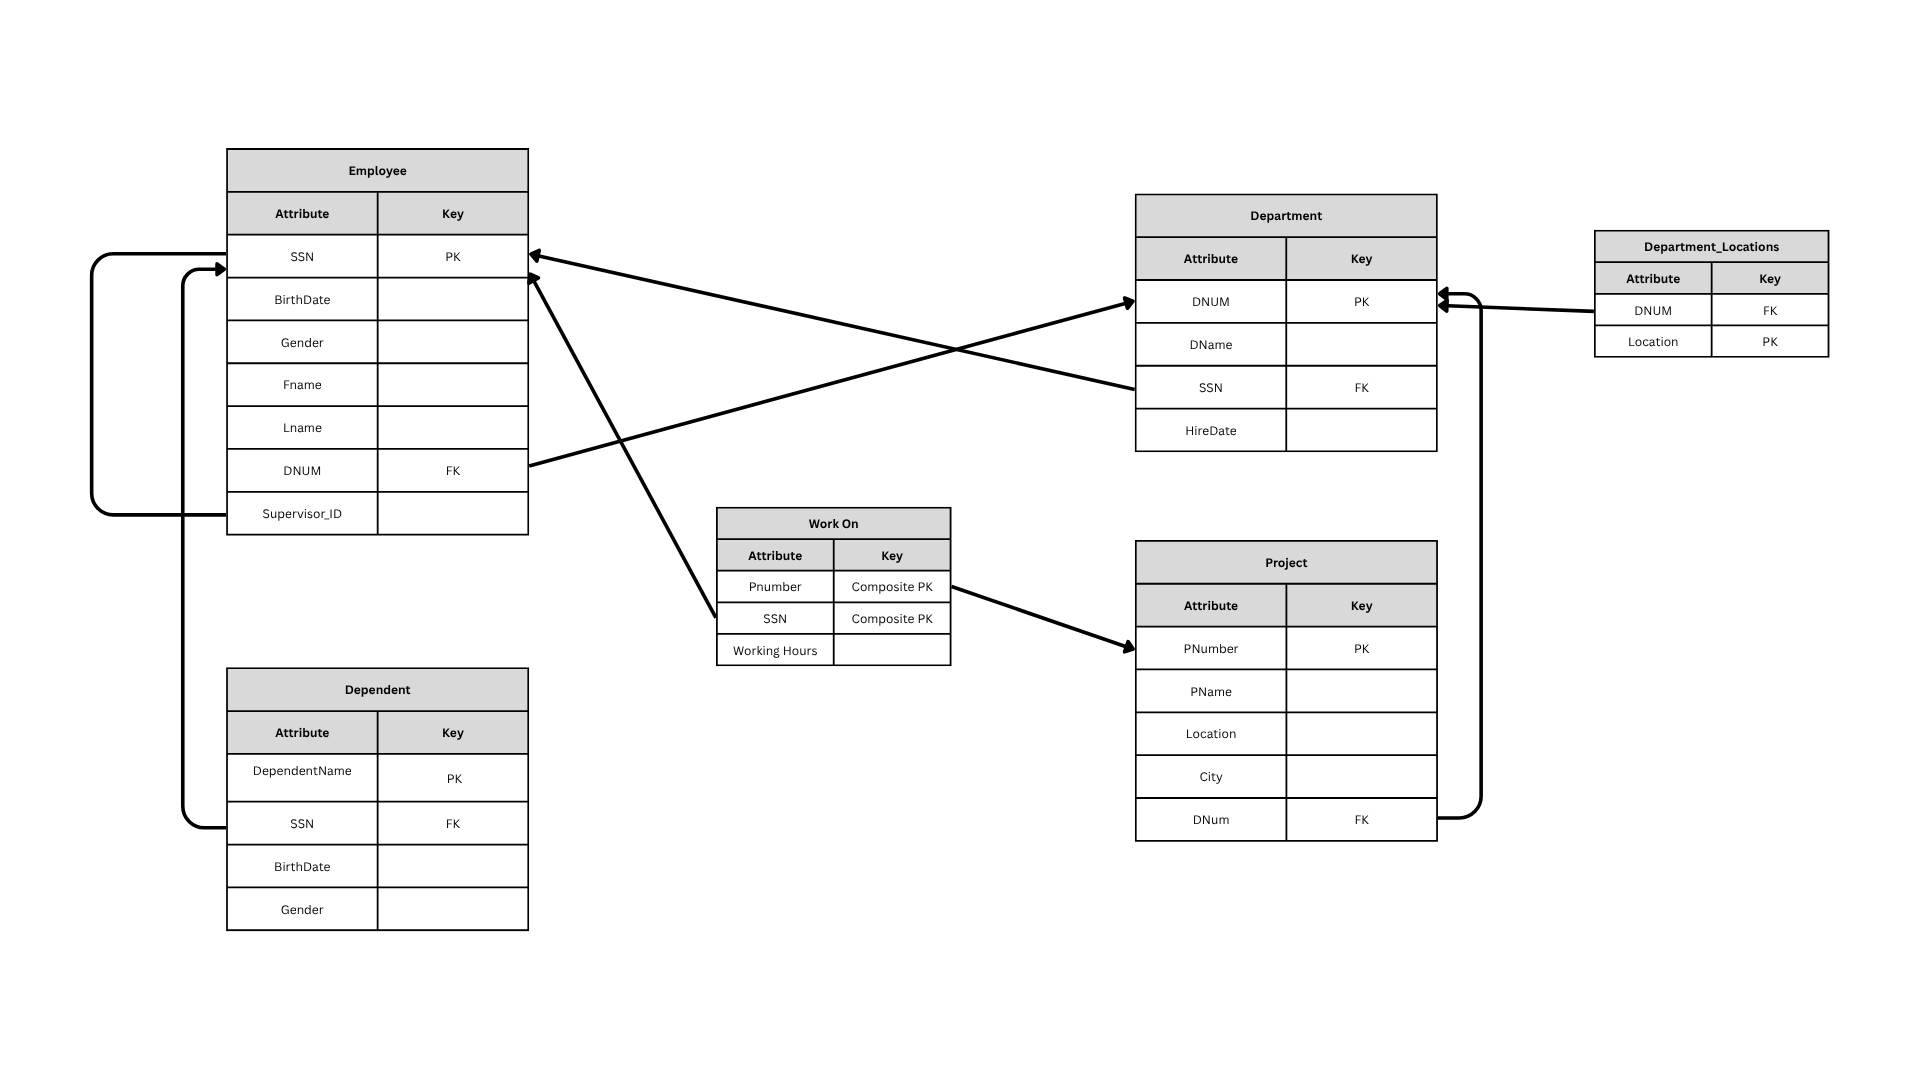 Employee
Attribute Key
SSN PK
BirthDate
Gender
Fname
Lname
DNUM FK
Supervisor_ID
Department
Attribute Key
DNUM PK
DName
SSN FK
HireDate
Department_Locations
Attribute Key
DNUM FK
Location PK
Work On
Attribute Key
Pnumber Composite PK
SSN Composite PK
Working Hours
Project
Attribute Key
PNumber PK
PName
Location
City
DNum FK
Dependent
Attribute Key
DependentName PK
SSN FK
BirthDate
Gender